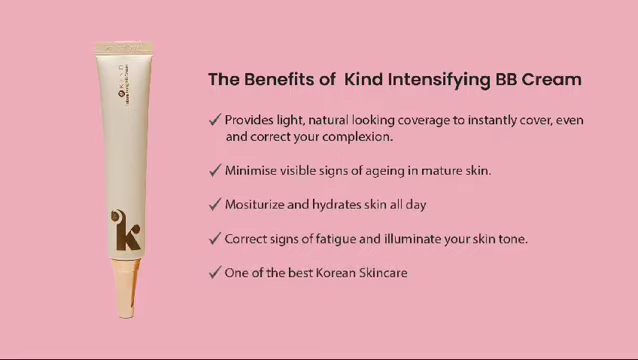 The Benefits of Kind Intensifying BB Cream
✓ Provides light, natural looking coverage to instantly cover, even
and correct your complexion.
✓ Minimise visible signs of ageing in mature skin.
✓ Mositurize and hydrates skin all day
✓ Correct signs of fatigue and illuminate your skin tone.
✓ One of the best Korean Skincare
KIND
k